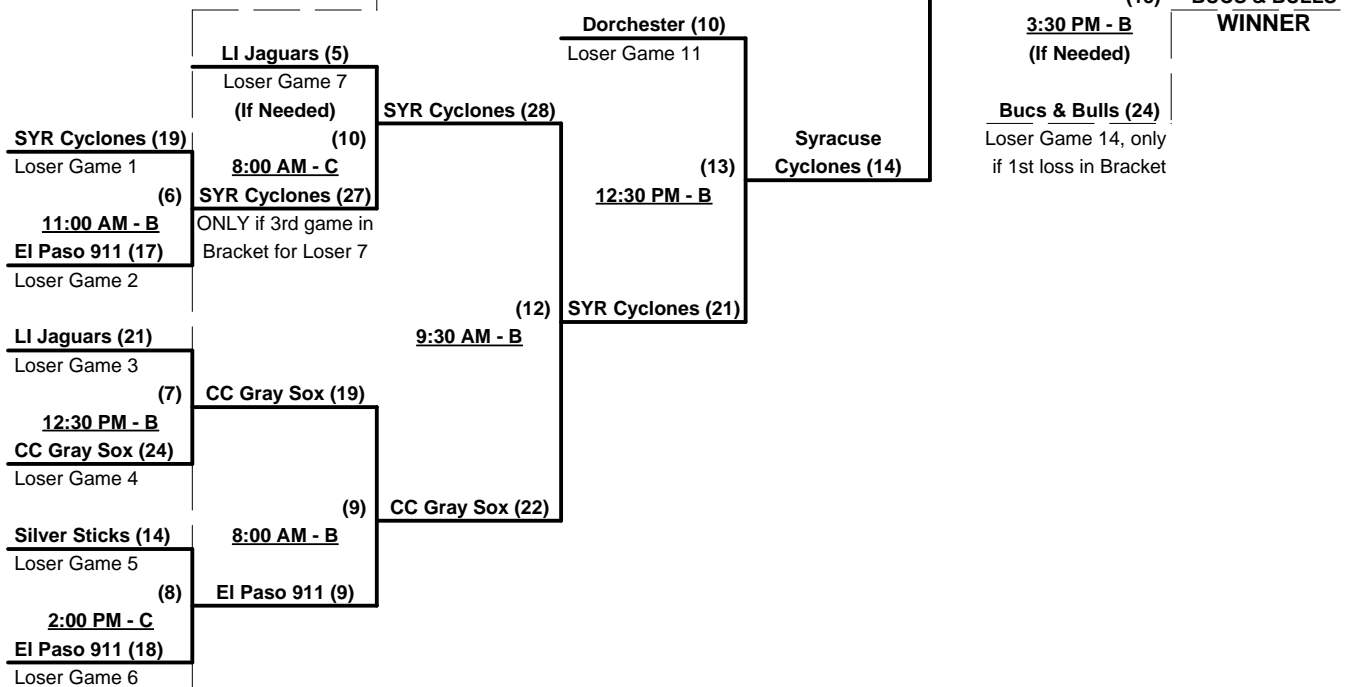 BUCS & BULLS
WINNER
3:30 PM - B
(If Needed)
Bucs & Bulls (24)
Loser Game 14, only
if 1st loss in Bracket
Dorchester (10)
Loser Game 11
Syracuse
Cyclones (14)
(13)
12:30 PM - B
SYR Cyclones (21)
LI Jaguars (5)
Loser Game 7
(If Needed)
(10)
8:00 AM - C
SYR Cyclones (27)
ONLY if 3rd game in
Bracket for Loser 7
SYR Cyclones (28)
(12)
9:30 AM - B
SYR Cyclones (19)
Loser Game 1
(6)
11:00 AM - B
El Paso 911 (17)
Loser Game 2
LI Jaguars (21)
Loser Game 3
(7)
12:30 PM - B
CC Gray Sox (24)
Loser Game 4
CC Gray Sox (19)
(9)
8:00 AM - B
CC Gray Sox (22)
Silver Sticks (14)
Loser Game 5
(8)
2:00 PM - C
El Paso 911 (18)
Loser Game 6
El Paso 911 (9)